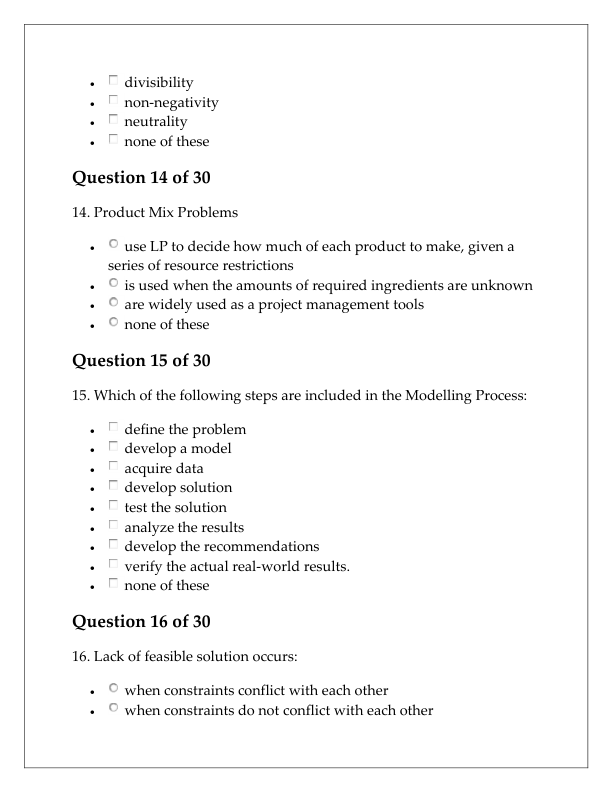 • divisibility
• non-negativity
• neutrality
• none of these
Question 14 of 30
14. Product Mix Problems
• use LP to decide how much of each product to make, given a
series of resource restrictions
• is used when the amounts of required ingredients are unknown
• are widely used as a project management tools
• none of these
Question 15 of 30
15. Which of the following steps are included in the Modelling Process:
• define the problem
• develop a model
• acquire data
• develop solution
• test the solution
• analyze the results
• develop the recommendations
• verify the actual real-world results.
• none of these
Question 16 of 30
16. Lack of feasible solution occurs:
• when constraints conflict with each other
• when constraints do not conflict with each other